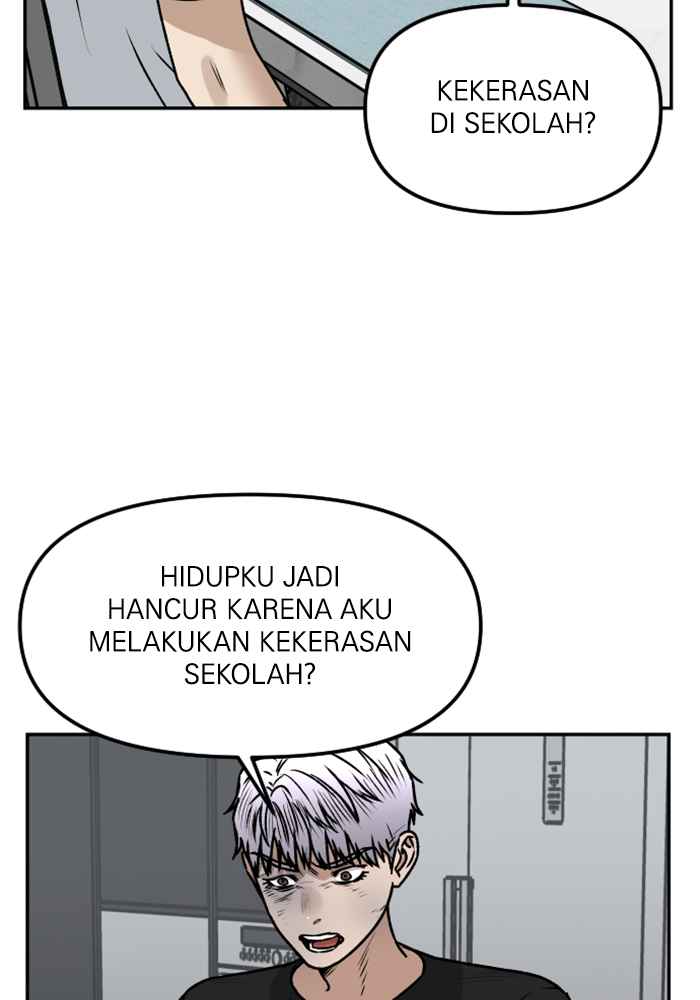 KEKERASAN
DI SEKOLAH?
HIDUPKU JADI
HANCUR KARENA AKU
MELAKUKAN KEKERASAN
SEKOLAH?